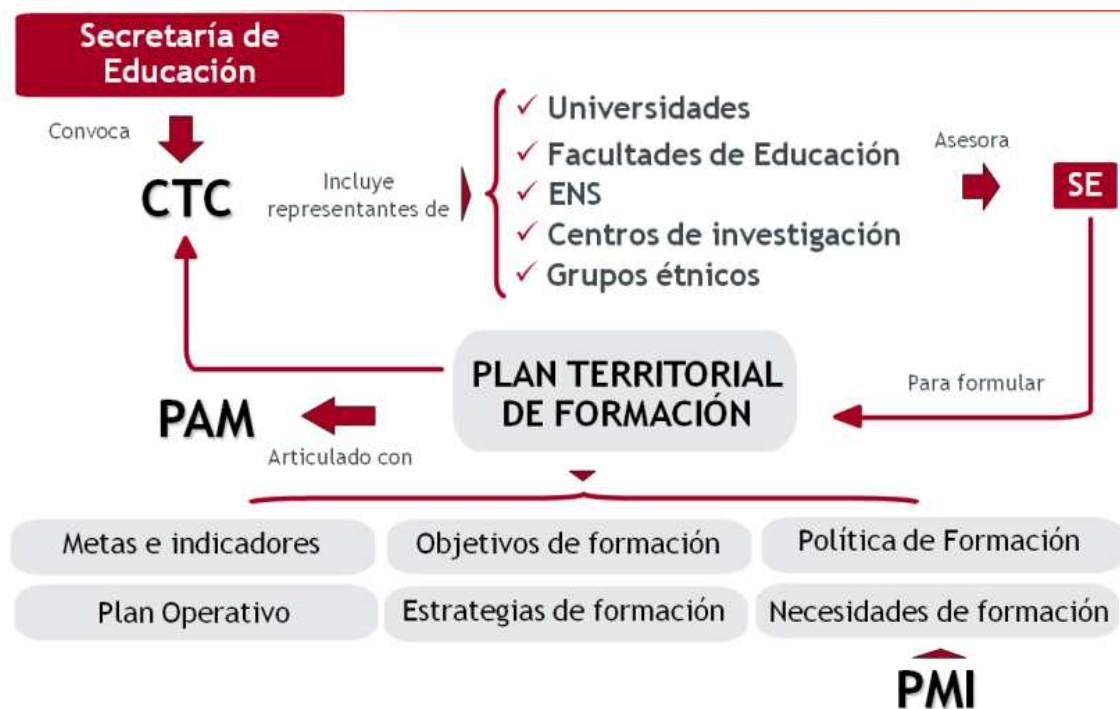 Secretaría de
Educación
Convoca
CTC
Incluye
representantes de
✓ Universidades
✓ Facultades de Educación
✓ ENS
✓ Centros de investigación
✓ Grupos étnicos
Asesora
SE
Para formular
PLAN TERRITORIAL
DE FORMACIÓN
PAM
Articulado con
Metas e indicadores
Objetivos de formación
Política de Formación
Plan Operativo
Estrategias de formación
Necesidades de formación
PMI